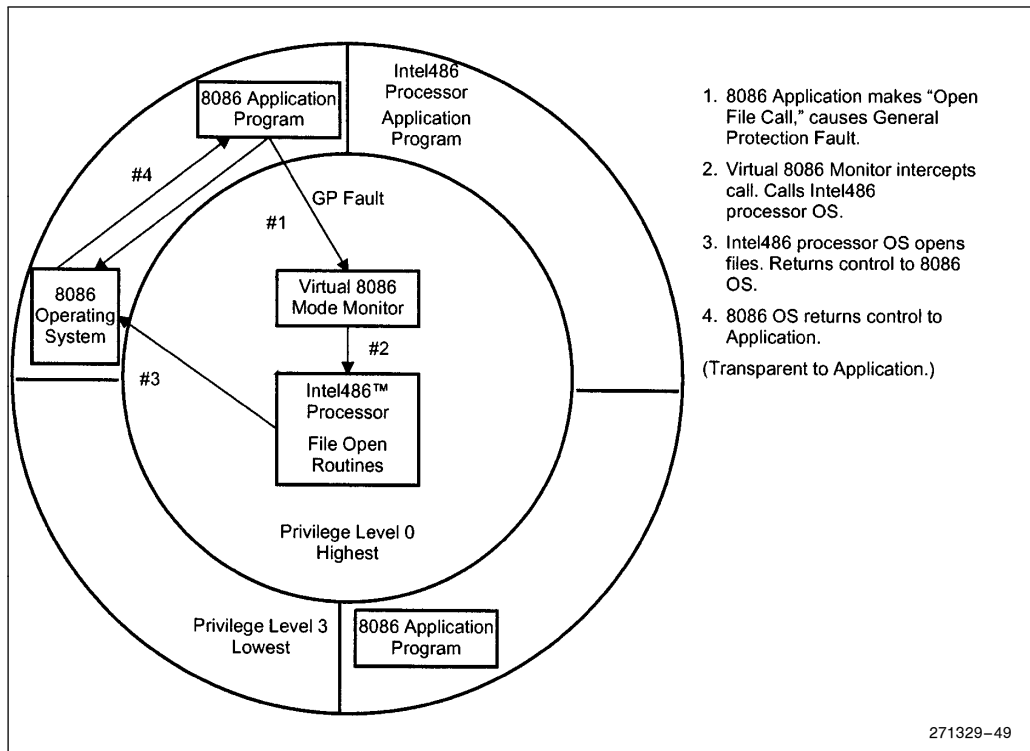 8086 Application
Program
Intel486
Processor
Application
Program
#4
GP Fault
#1
8086
Operating
System
Virtual 8086
Mode Monitor
#2
#3
Intel486™
Processor
File Open
Routines
Privilege Level 0
Highest
Privilege Level 3
Lowest
8086 Application
Program
1. 8086 Application makes “Open
File Call,” causes General
Protection Fault.
2. Virtual 8086 Monitor intercepts
call. Calls Intel486
processor OS.
3. Intel486 processor OS opens
files. Returns control to 8086
OS.
4. 8086 OS returns control to
Application.
(Transparent to Application.)
271329–49